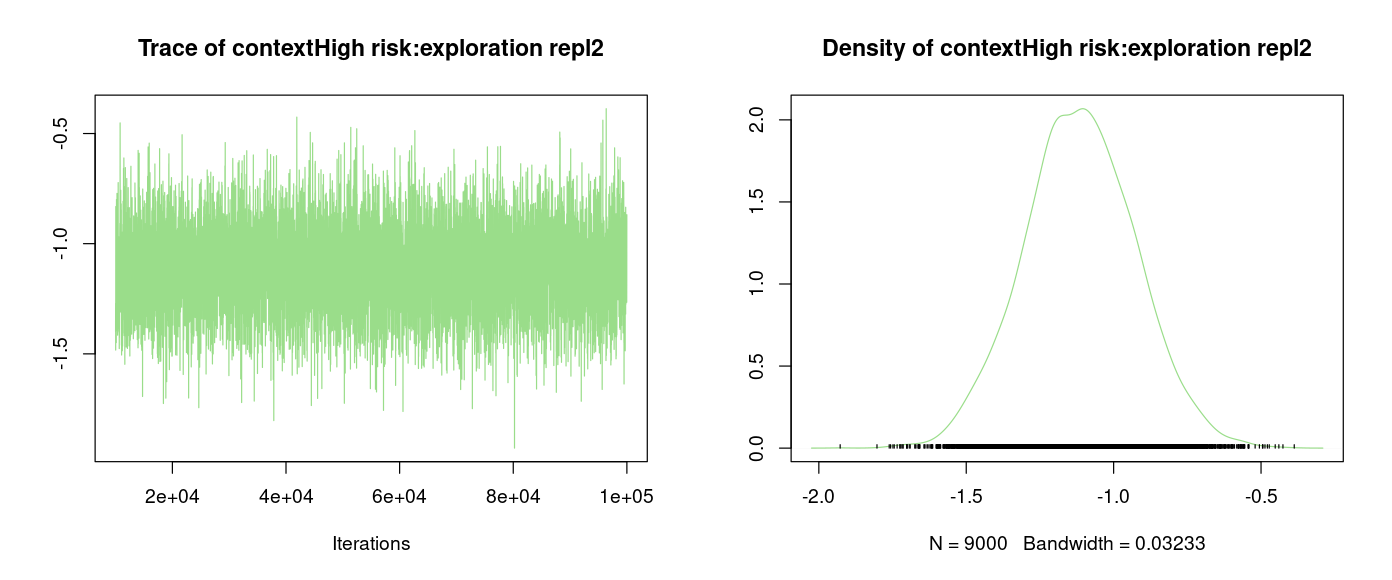 Trace of contextHigh risk:exploration repl2
-0.5
-1.0
-1.5
2e+04 4e+04 6e+04 8e+04 1e+05
Iterations
Density of contextHigh risk:exploration repl2
2.0
1.5
1.0
0.5
0.0
-2.0 -1.5 -1.0 -0.5
N = 9000 Bandwidth = 0.03233